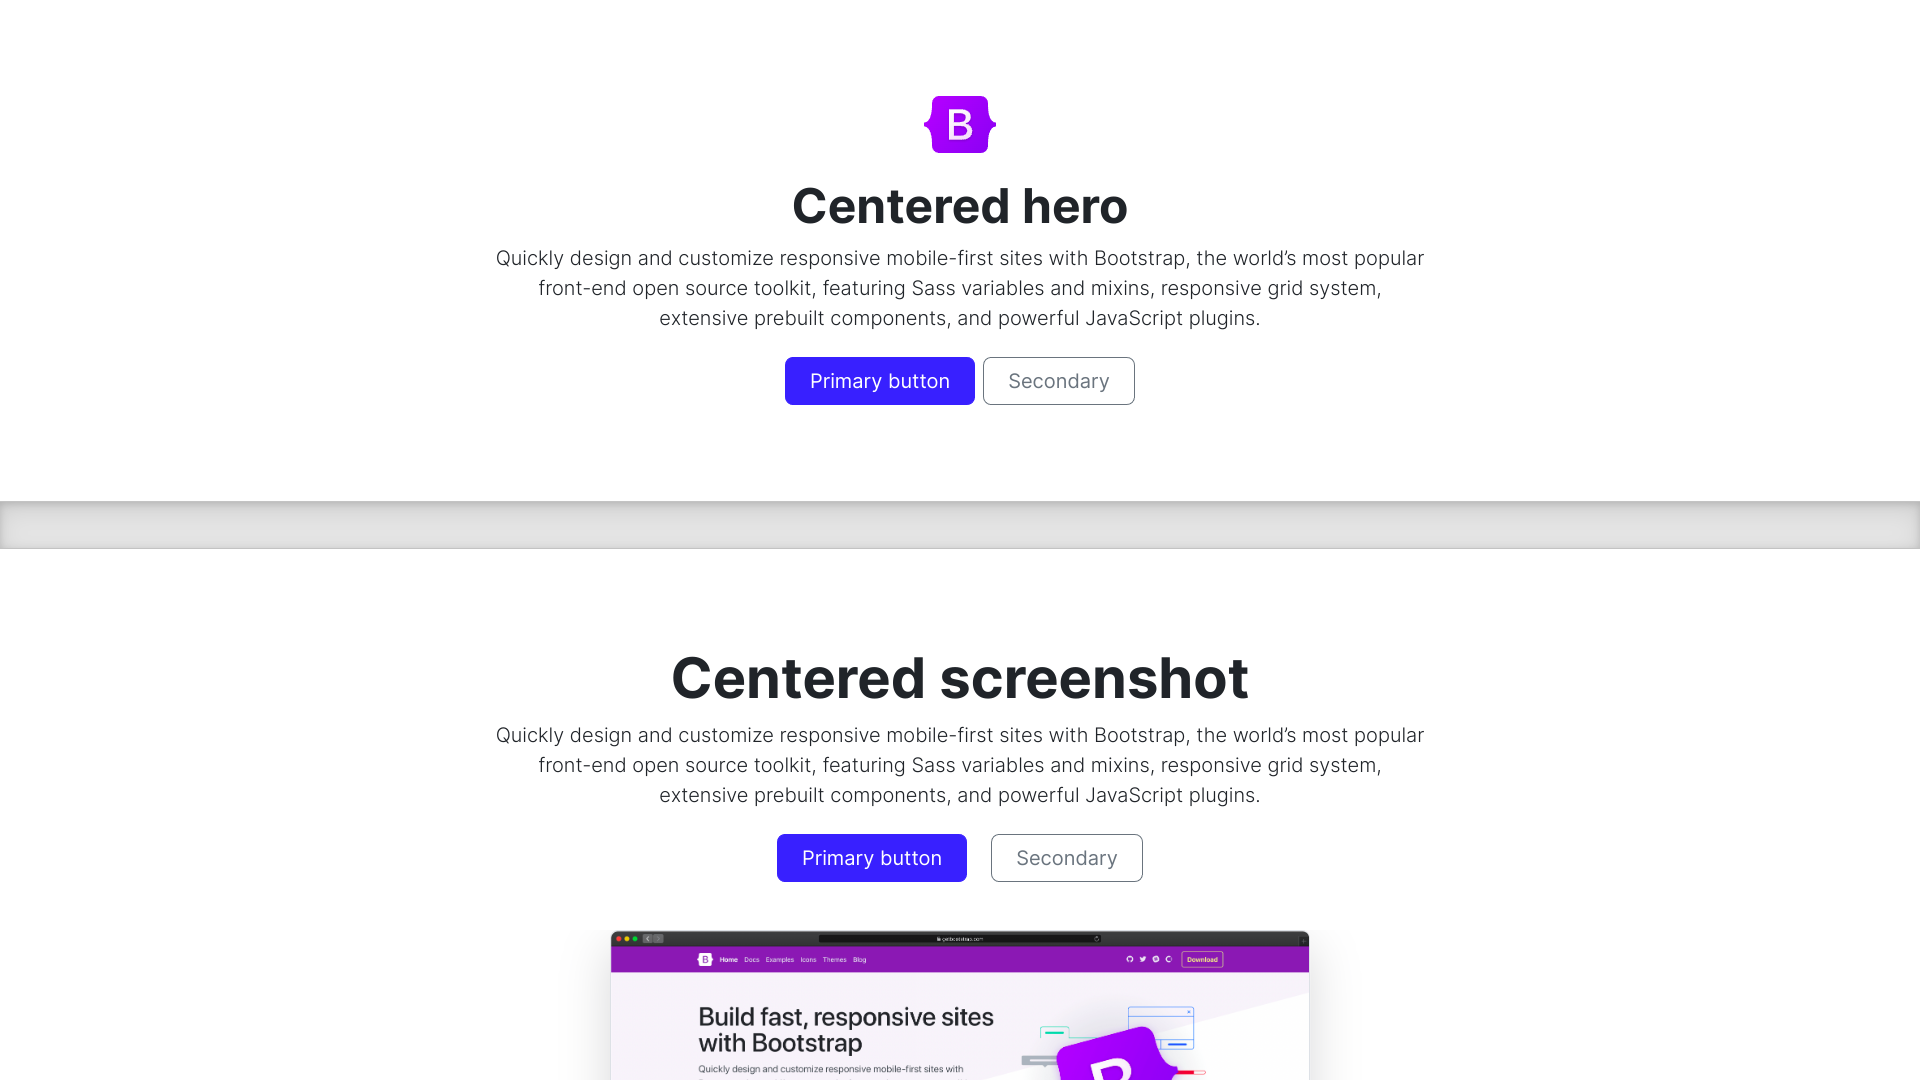 B
Centered hero
Quickly design and customize responsive mobile-first sites with Bootstrap, the world’s most popular
front-end open source toolkit, featuring Sass variables and mixins, responsive grid system,
extensive prebuilt components, and powerful JavaScript plugins.
Primary button Secondary
Centered screenshot
Quickly design and customize responsive mobile-first sites with Bootstrap, the world’s most popular
front-end open source toolkit, featuring Sass variables and mixins, responsive grid system,
extensive prebuilt components, and powerful JavaScript plugins.
Primary button Secondary
getbootstrap.com
B Home Docs Examples Icons Themes Blog Download
Build fast, responsive sites
with Bootstrap
Quickly design and customize responsive mobile-first sites with
B